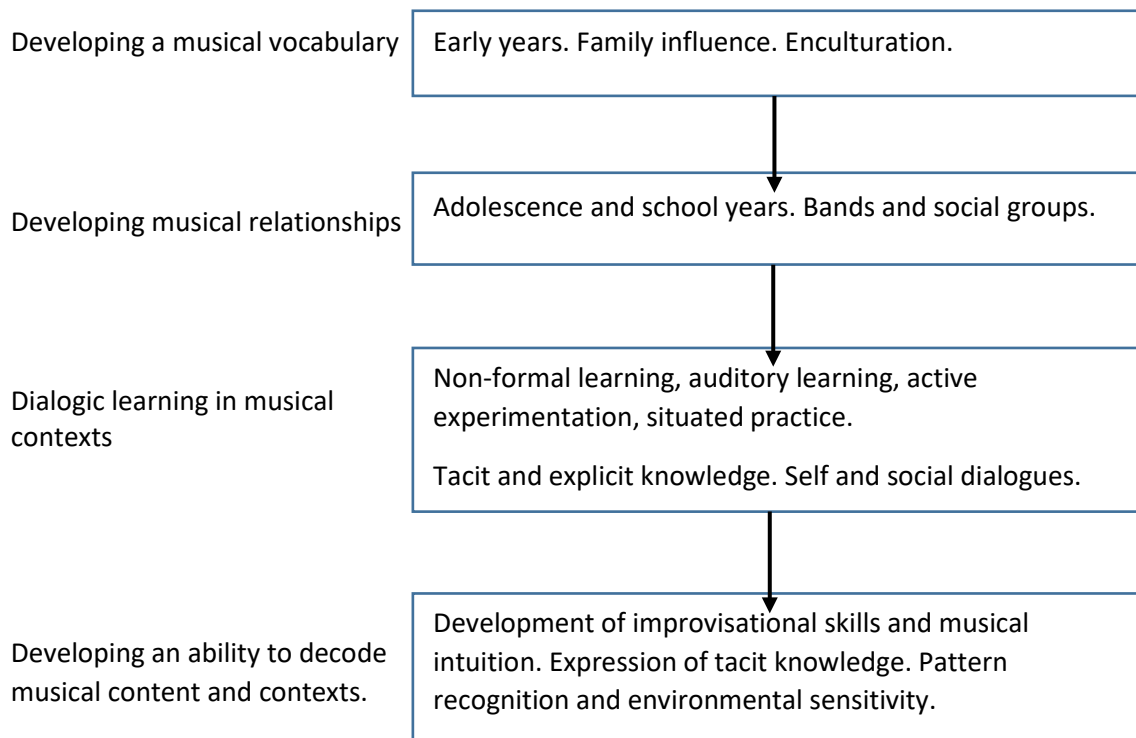 Developing a musical vocabulary
Early years. Family influence. Enculturation.
Developing musical relationships
Adolescence and school years. Bands and social groups.
Dialogic learning in musical
contexts
Non-formal learning, auditory learning, active
experimentation, situated practice.
Tacit and explicit knowledge. Self and social dialogues.
Developing an ability to decode
musical content and contexts.
Development of improvisational skills and musical
intuition. Expression of tacit knowledge. Pattern
recognition and environmental sensitivity.